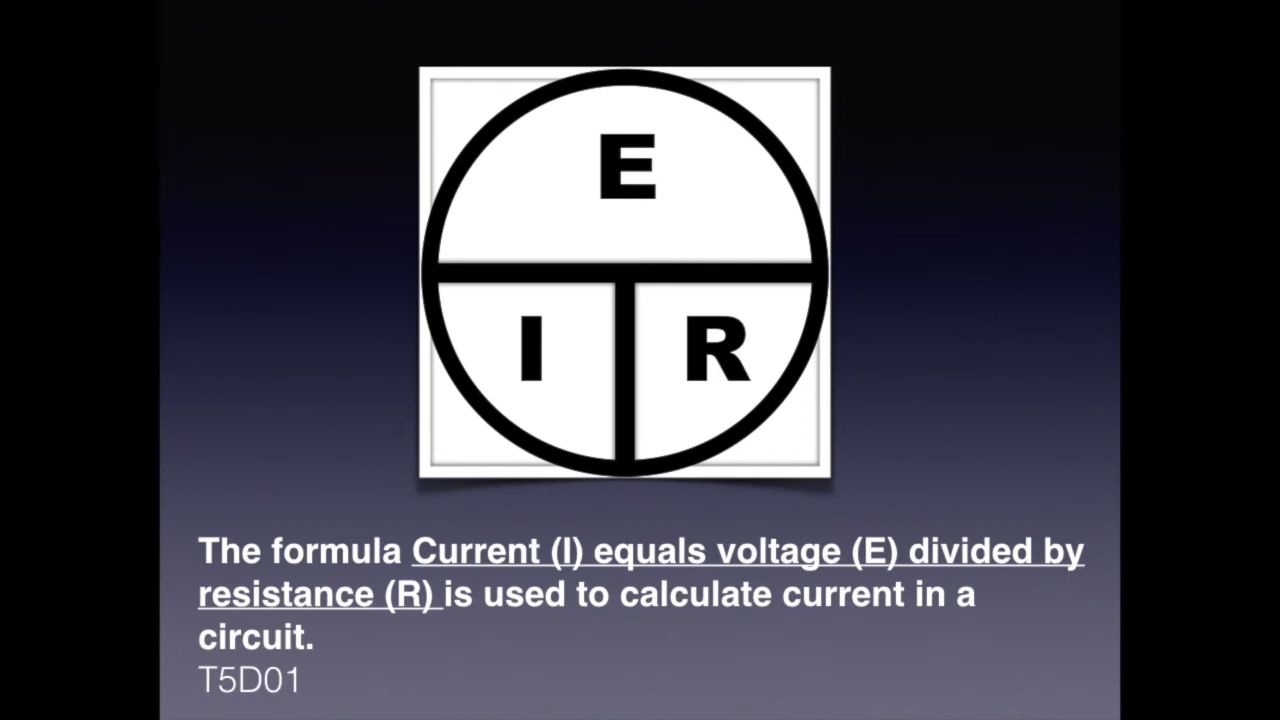 E
I R
The formula Current (I) equals voltage (E) divided by
resistance (R) is used to calculate current in a
circuit.
T5D01